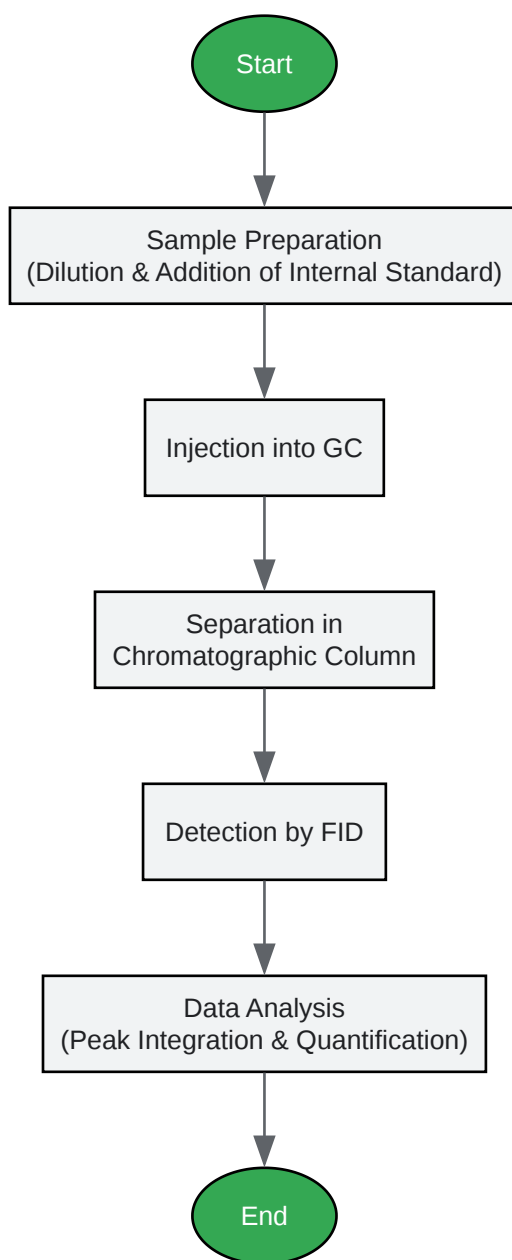 Start
Sample Preparation
(Dilution & Addition of Internal Standard)
Injection into GC
Separation in
Chromatographic Column
Detection by FID
Data Analysis
(Peak Integration & Quantification)
End